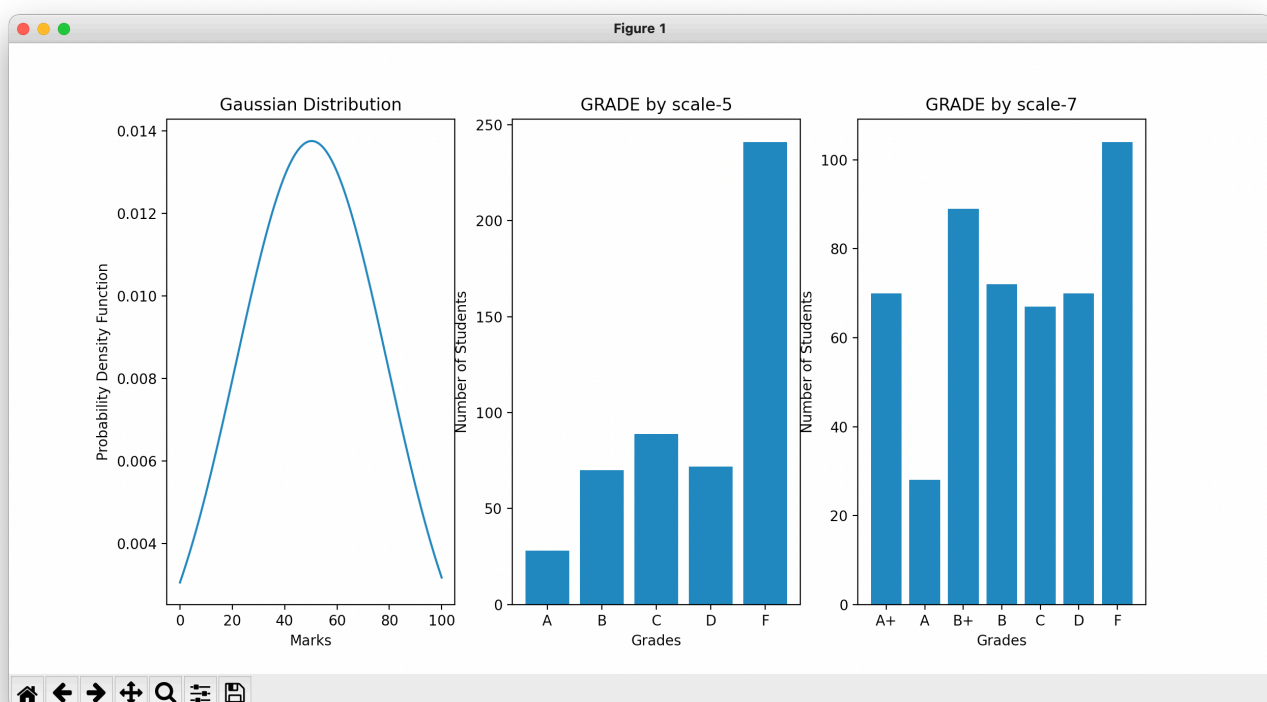 Figure 1
Gaussian Distribution
0.014
0.012
0.010
0.008
0.006
0.004
Probability Density Function
0 20 40 60 80 100
Marks
GRADE by scale-5
250
200
150
100
50
0
Number of Students
A B C D F
Grades
GRADE by scale-7
100
80
60
40
20
0
Number of Students
A+ A B+ B C D F
Grades